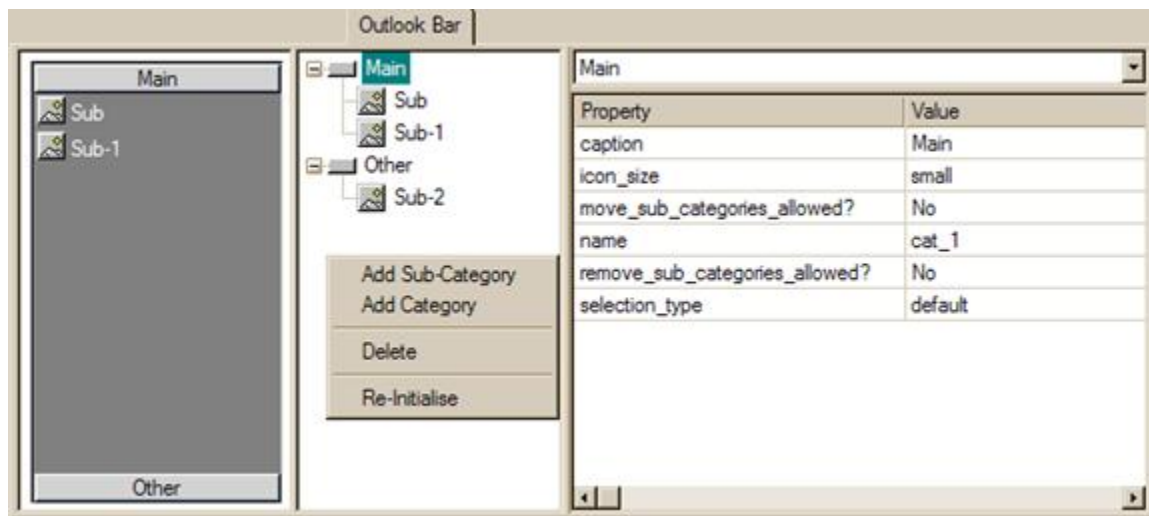 Outlook Bar
Main
Sub
Sub-1
Other
Main
Sub
Sub-1
Other
Sub-2
Add Sub-Category
Add Category
Delete
Re-Initialise
Main
Property Value
caption Main
icon_size small
move_sub_categories_allowed? No
name cat_1
remove_sub_categories_allowed? No
selection_type default